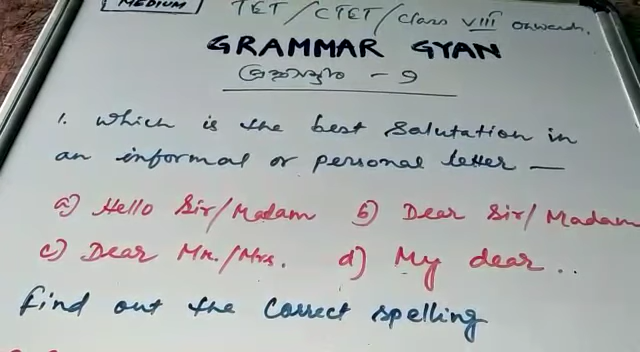 MEDIUM
TET/CTET/Class VIII onwards.
GRAMMAR GYAN
1. Which is the best Salutation in
an informal or personal letter —
a) Hello Sir/Madam b) Dear Sir/Madam
c) Dear Mr./Mrs. d) My dear ..
Find out the Correct spelling